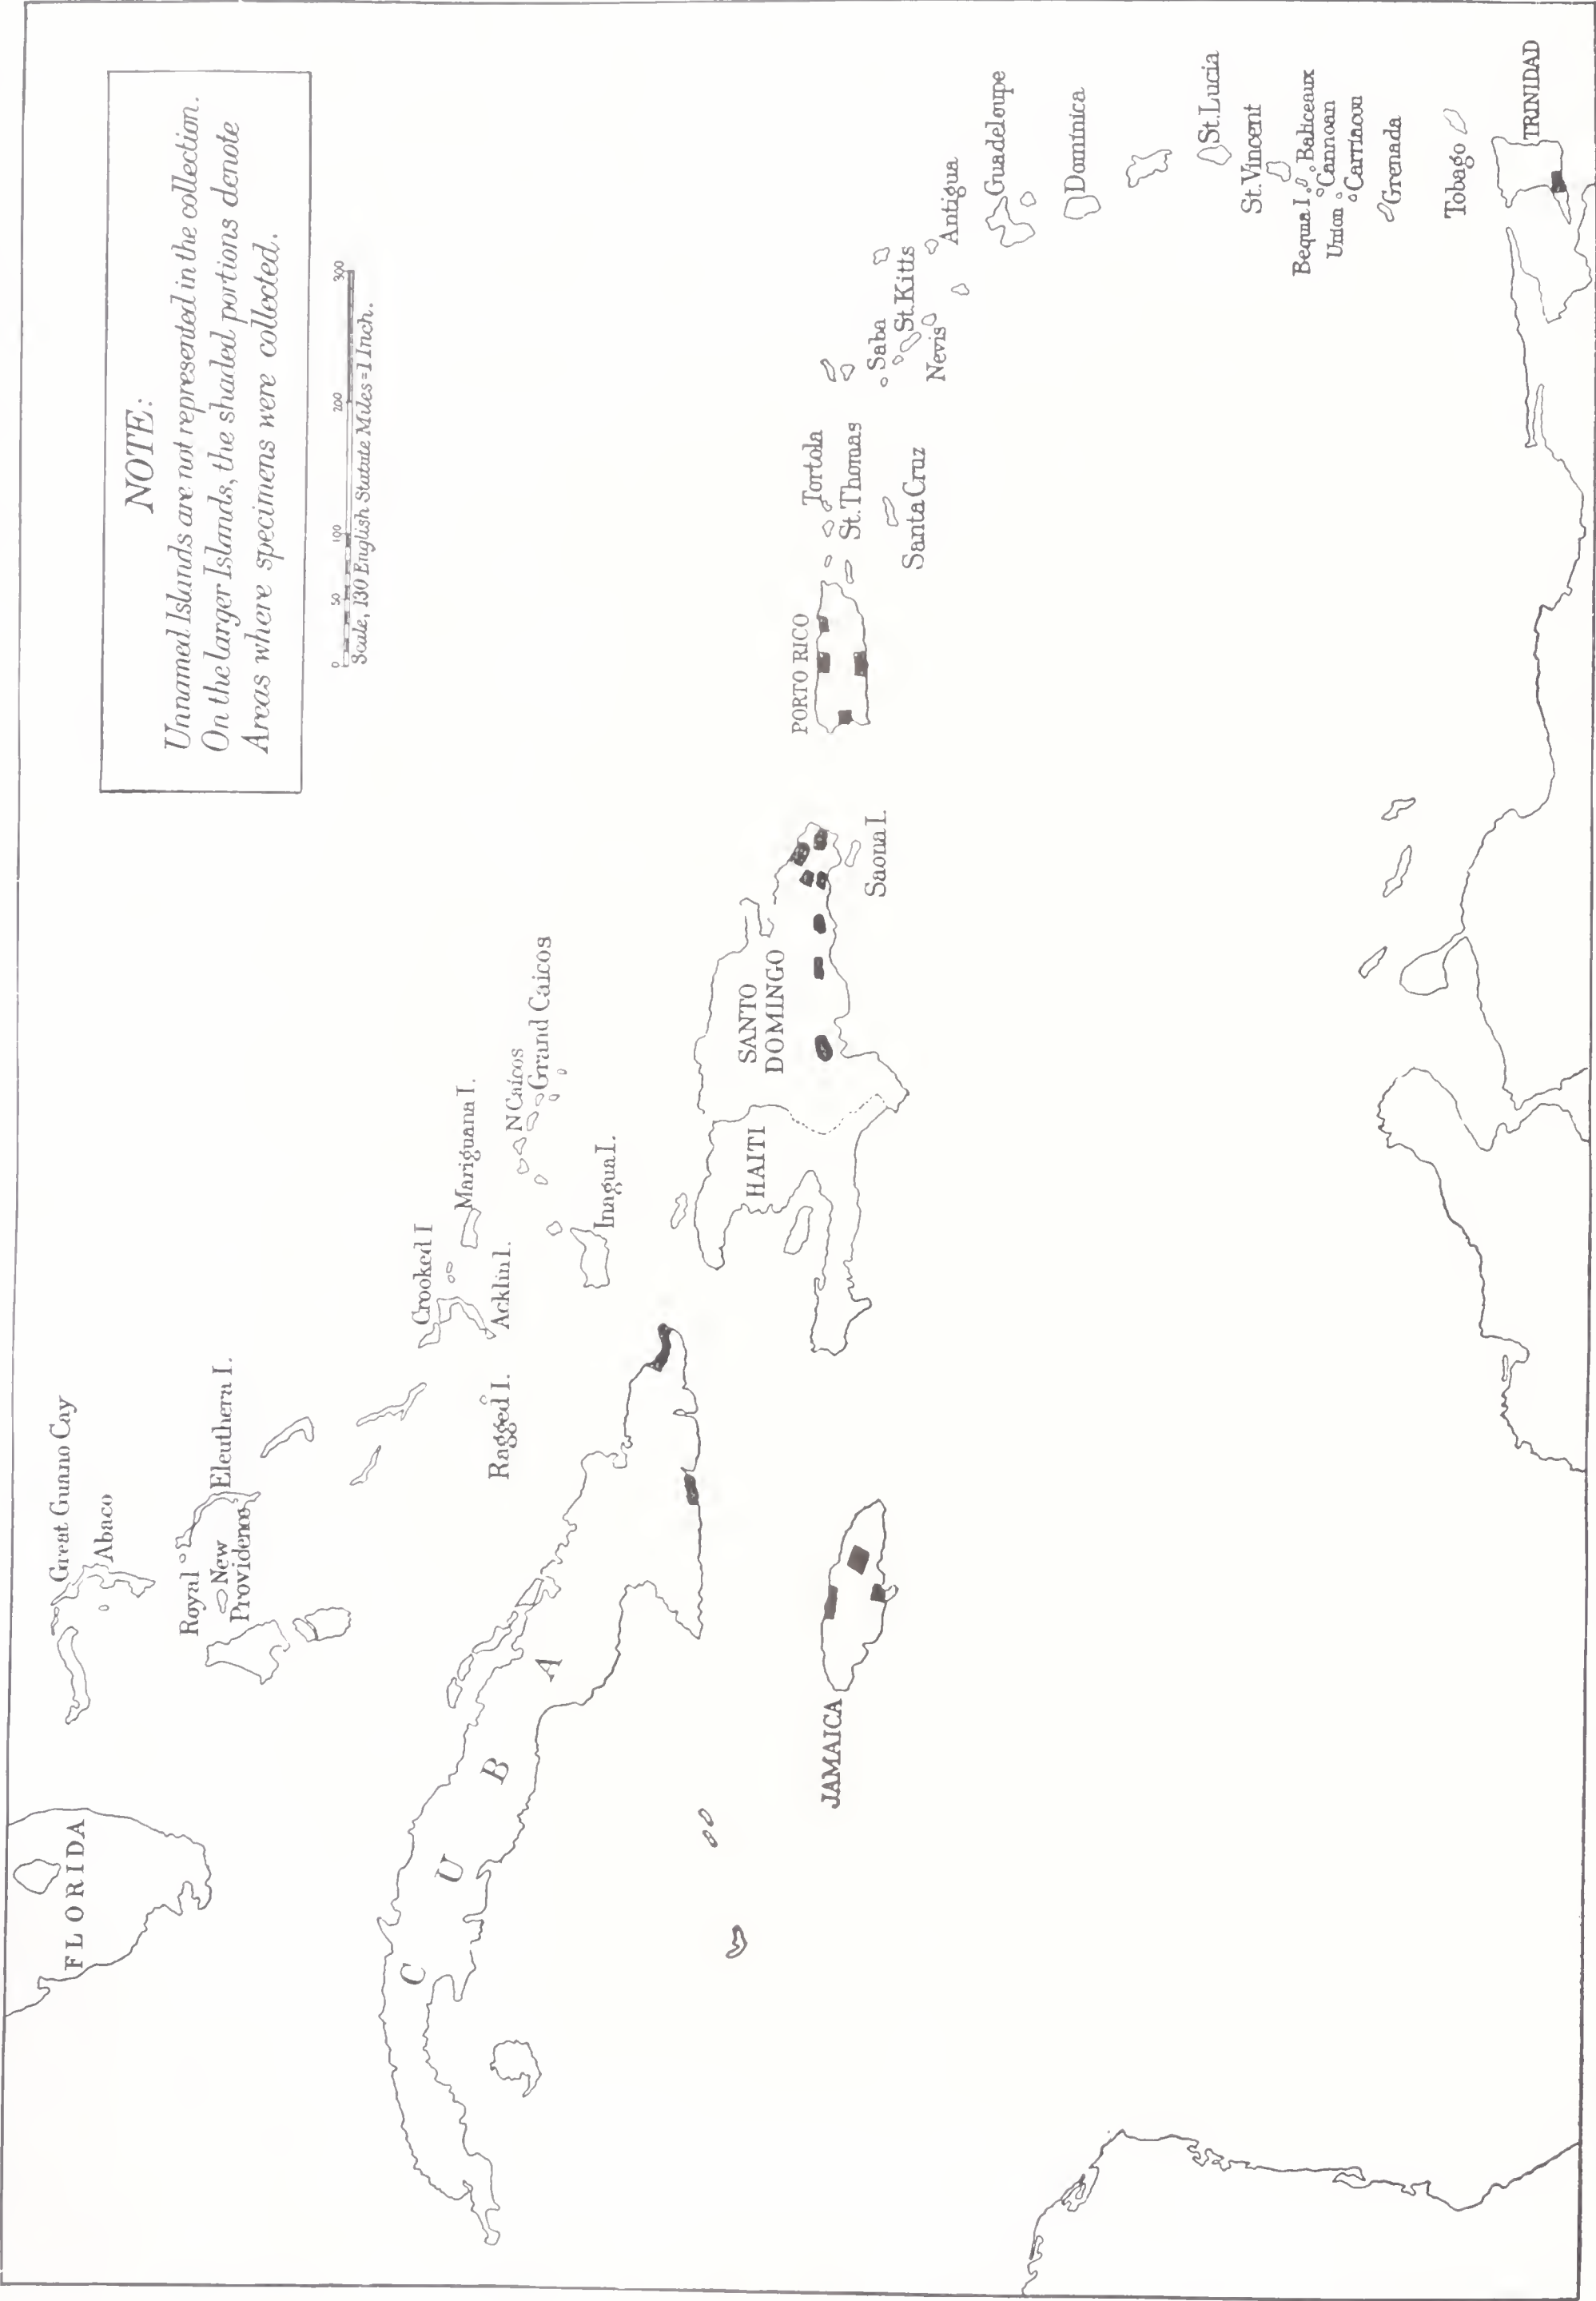 NOTE:
Unnamed Islands are not represented in the collection.
On the larger Islands, the shaded portions denote
Areas where specimens were collected.
0 50 100 200 300
Scale, 130 English Statute Miles = 1 Inch.
FLORIDA
Great Guano Cay
Abaco
Royal
New
Providence
Eleuthera I.
Crooked I
Mariguana I.
Acklin I.
Ragged I.
N Caicos
Grand Caicos
Inagua I.
CUBA
JAMAICA
HAITI
SANTO
DOMINGO
Saona I.
PORTO RICO
Tortola
St. Thomas
Santa Cruz
Saba
St. Kitts
Nevis
Antigua
Guadeloupe
Dominica
St. Lucia
St. Vincent
Bequia I.
Baliceaux
Cannoan
Union
Carriacou
Grenada
Tobago
TRINIDAD